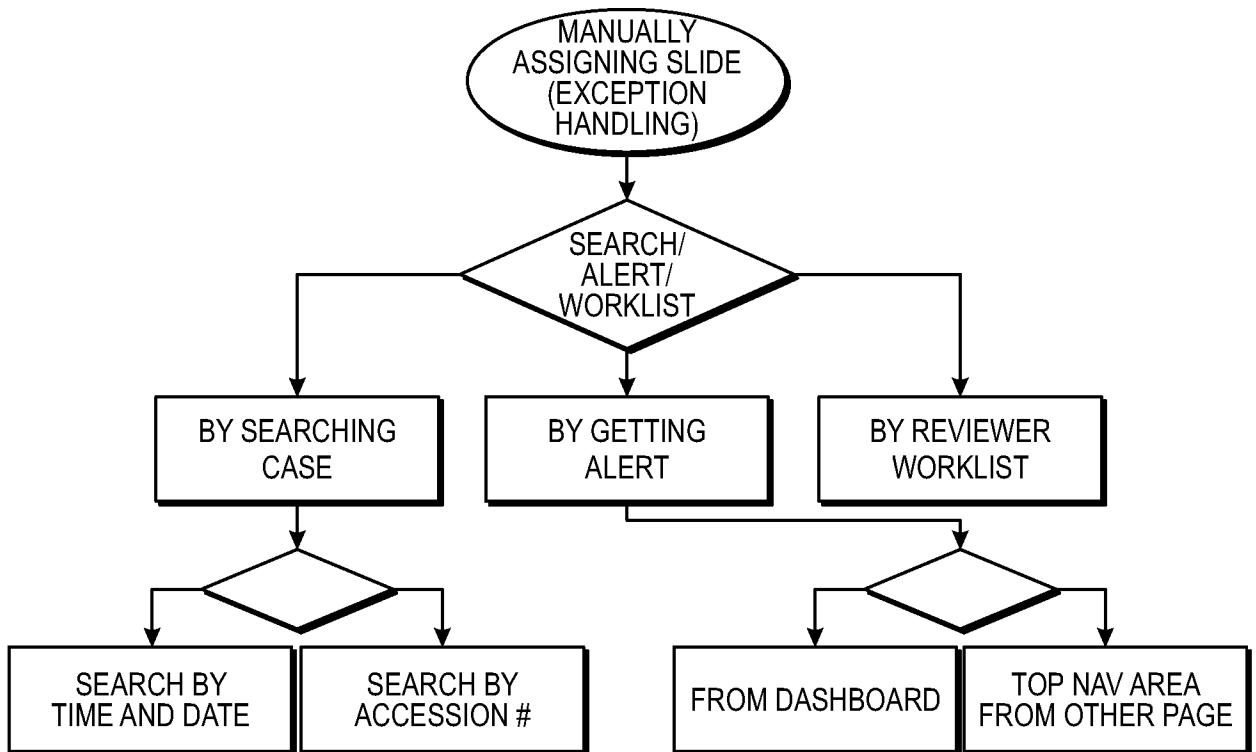 MANUALLY
ASSIGNING SLIDE
(EXCEPTION
HANDLING)
SEARCH/
ALERT/
WORKLIST
BY SEARCHING
CASE
BY GETTING
ALERT
BY REVIEWER
WORKLIST
SEARCH BY
TIME AND DATE
SEARCH BY
ACCESSION #
FROM DASHBOARD
TOP NAV AREA
FROM OTHER PAGE